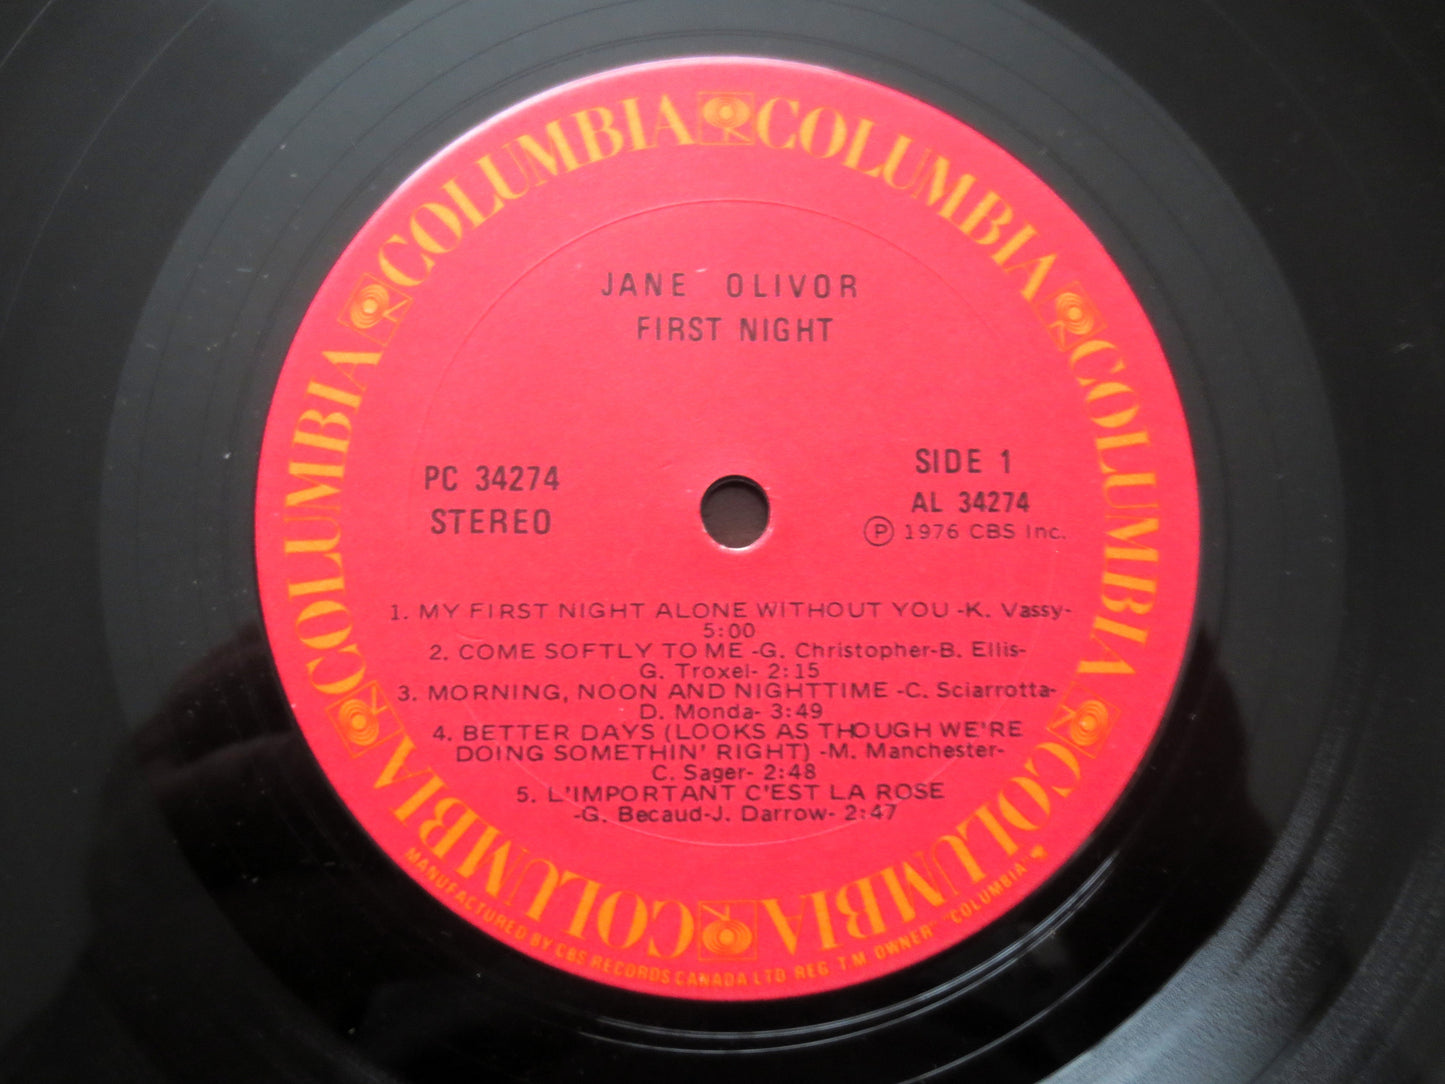 COLUMBIA COLUMBIA COLUMBIA COLUMBIA COLUMBIA COLUMBIA
JANE OLIVOR
FIRST NIGHT
PC 34274
STEREO
SIDE 1
AL 34274
Ⓟ 1976 CBS Inc.
1. MY FIRST NIGHT ALONE WITHOUT YOU -K. Vassy-
5:00
2. COME SOFTLY TO ME -G. Christopher-B. Ellis-
G. Troxel- 2:15
3. MORNING, NOON AND NIGHTTIME -C. Sciarrotta-
D. Monda- 3:49
4. BETTER DAYS (LOOKS AS THOUGH WE'RE
DOING SOMETHIN' RIGHT) -M. Manchester-
C. Sager- 2:48
5. L'IMPORTANT C'EST LA ROSE
-G. Becaud-J. Darrow- 2:47
MANUFACTURED BY CBS RECORDS CANADA LTD REG T M OWNER "COLUMBIA"